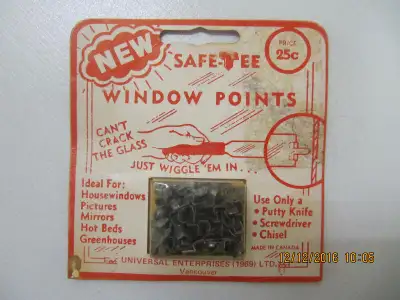 NEW
SAFE-TEE
PRICE
25c
WINDOW POINTS
CAN'T
CRACK
THE GLASS
JUST WIGGLE 'EM IN . . .
Ideal For:
Housewindows
Pictures
Mirrors
Hot Beds
Greenhouses
Use Only a
• Putty Knife
• Screwdriver
• Chisel
MADE IN CANADA
UNIVERSAL ENTERPRISES (1969) LTD.
Vancouver
12/12/2016 10:05